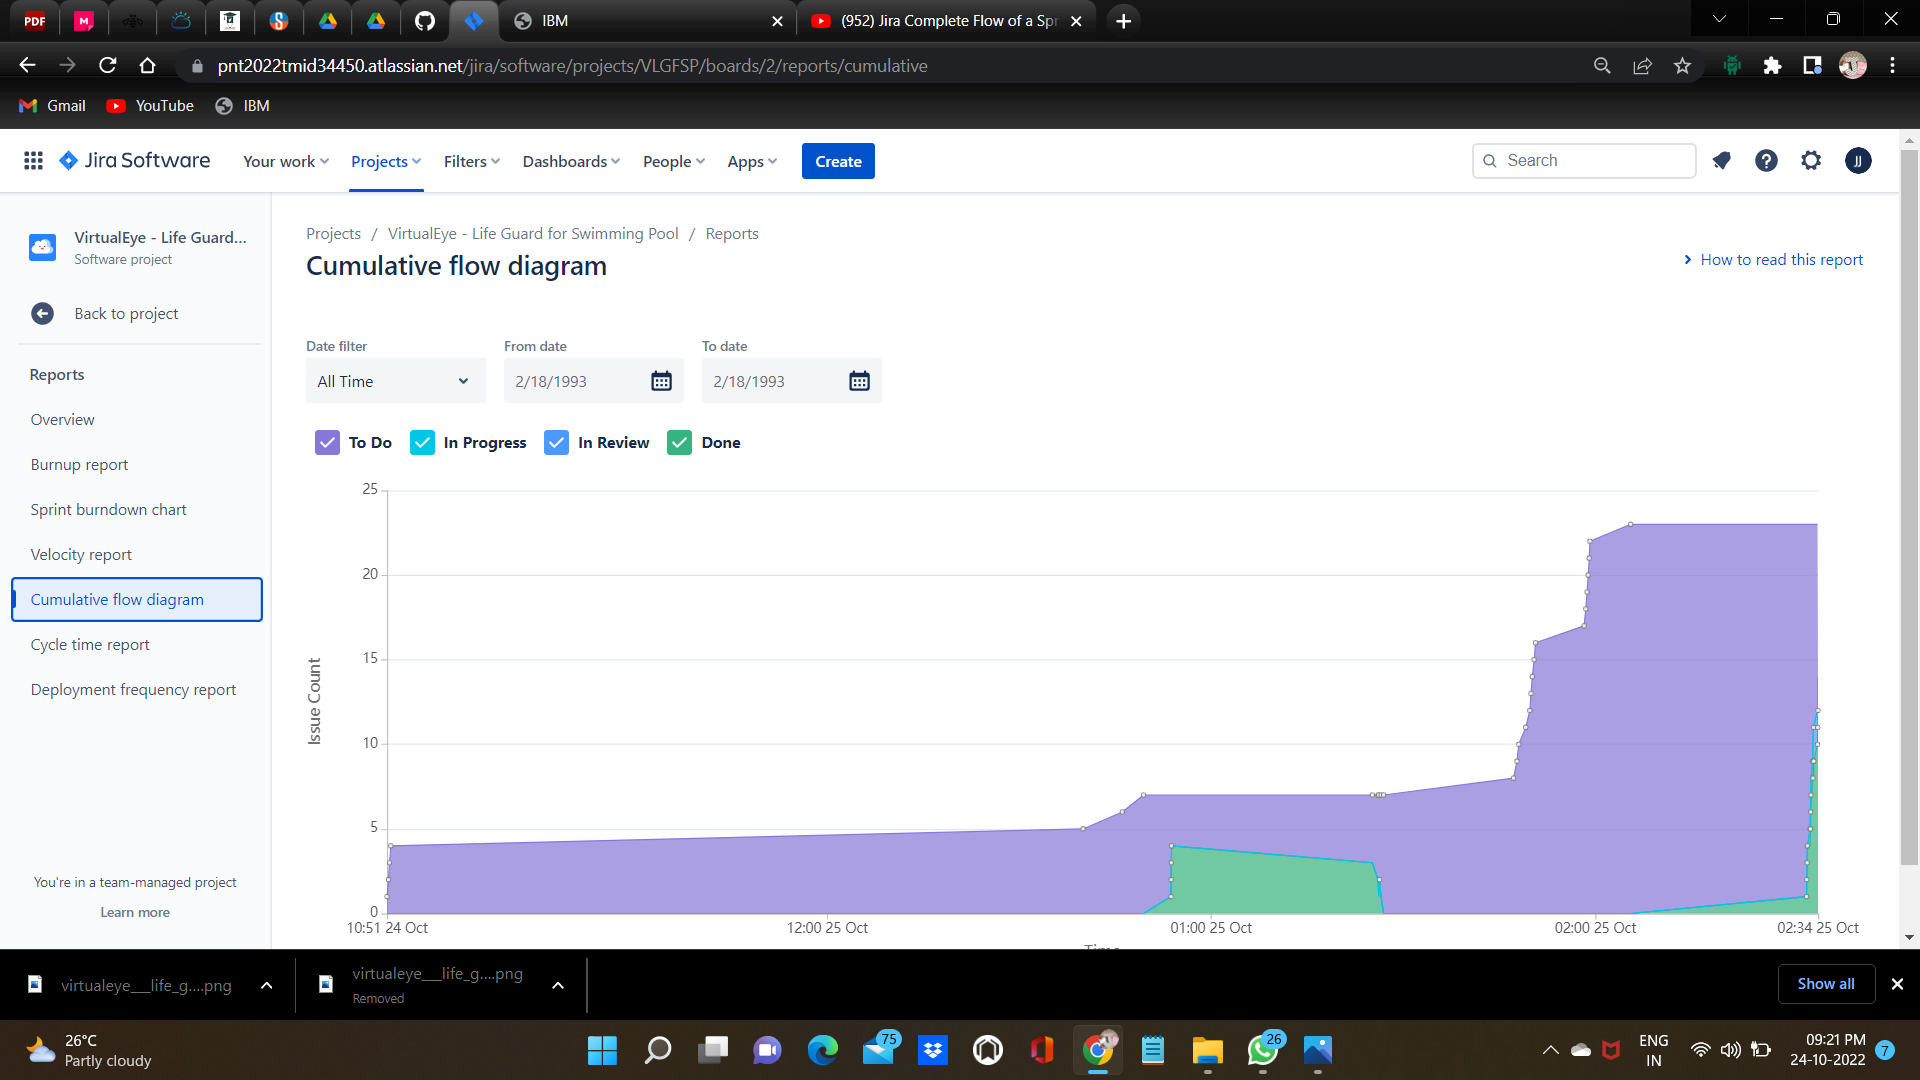 PDF
M
IBM
(952) Jira Complete Flow of a Spr
pnt2022tmid34450.atlassian.net/jira/software/projects/VLGFSP/boards/2/reports/cumulative
Gmail
YouTube
IBM
Jira Software
Your work
Projects
Filters
Dashboards
People
Apps
Create
Search
JJ
VirtualEye - Life Guard...
Software project
Back to project
Reports
Overview
Burnup report
Sprint burndown chart
Velocity report
Cumulative flow diagram
Cycle time report
Deployment frequency report
You're in a team-managed project
Learn more
Projects / VirtualEye - Life Guard for Swimming Pool / Reports
Cumulative flow diagram
How to read this report
Date filter
From date
To date
All Time
2/18/1993
2/18/1993
To Do
In Progress
In Review
Done
25
20
15
10
5
0
Issue Count
10:51 24 Oct
12:00 25 Oct
01:00 25 Oct
02:00 25 Oct
02:34 25 Oct
Time
virtualeye__life_g....png
virtualeye__life_g....png
Removed
Show all
26°C
Partly cloudy
75
26
ENG
IN
09:21 PM
24-10-2022
7